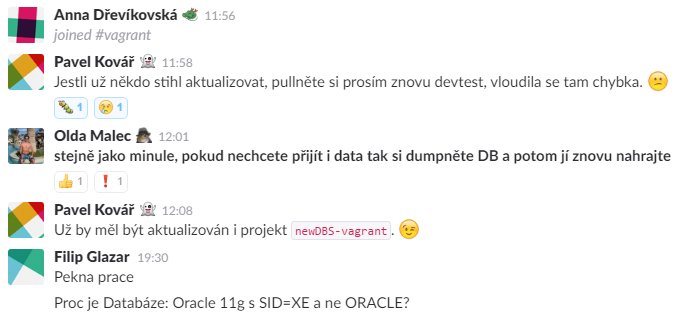 Anna Dřevíkovská 11:56
joined #vagrant
Pavel Kovář 11:58
Jestli už někdo stihl aktualizovat, pullněte si prosím znovu devtest, vloudila se tam chybka.
1 1
Olda Malec 12:01
stejně jako minule, pokud nechcete přijít i data tak si dumpněte DB a potom jí znovu nahrajte
1 1
Pavel Kovář 12:08
Už by měl být aktualizován i projekt newDBS-vagrant.
Filip Glazar 19:30
Pekna prace
Proc je Databáze: Oracle 11g s SID=XE a ne ORACLE?